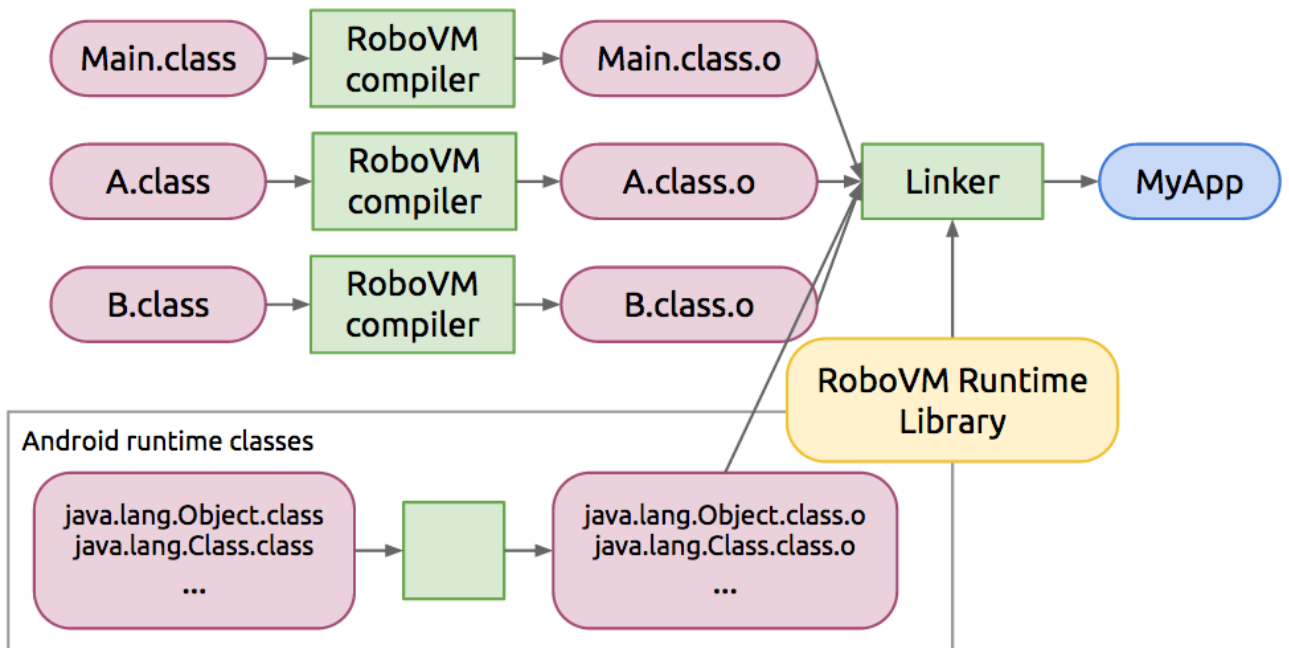 Main.class
RoboVM
compiler
Main.class.o
A.class
RoboVM
compiler
A.class.o
Linker
MyApp
B.class
RoboVM
compiler
B.class.o
RoboVM Runtime
Library
Android runtime classes
java.lang.Object.class
java.lang.Class.class
...
java.lang.Object.class.o
java.lang.Class.class.o
...